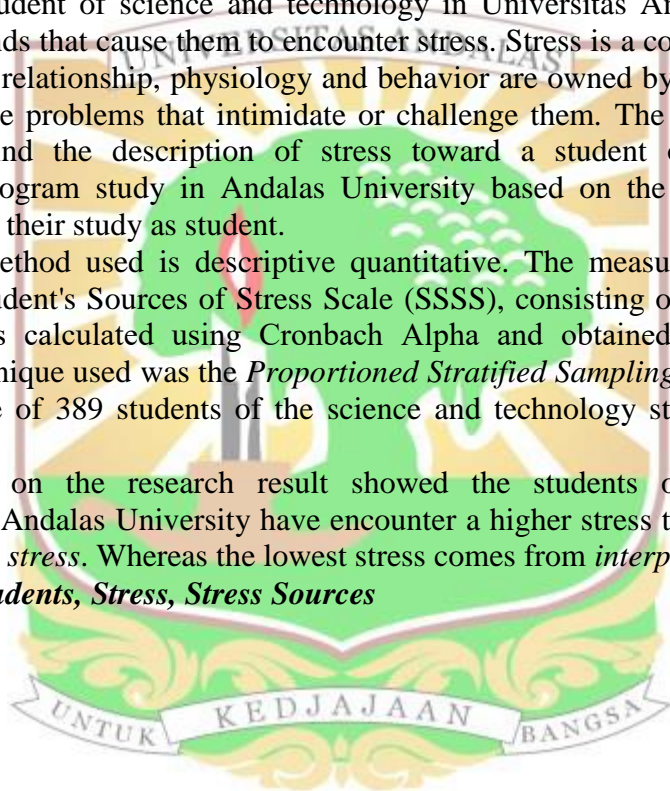 udent of science and technology in Universitas An
nds that cause them to encounter stress. Stress is a co
UNIVERSITAS ANDALAS
relationship, physiology and behavior are owned by
e problems that intimidate or challenge them. The
nd the description of stress toward a student o
ogram study in Andalas University based on the
their study as student.
ethod used is descriptive quantitative. The measu
udent's Sources of Stress Scale (SSSS), consisting o
s calculated using Cronbach Alpha and obtained
nique used was the Proportioned Stratified Sampling
e of 389 students of the science and technology st
on the research result showed the students o
Andalas University have encounter a higher stress t
stress. Whereas the lowest stress comes from interp
udents, Stress, Stress Sources
UNTUK KEDJAJAAN BANGSA